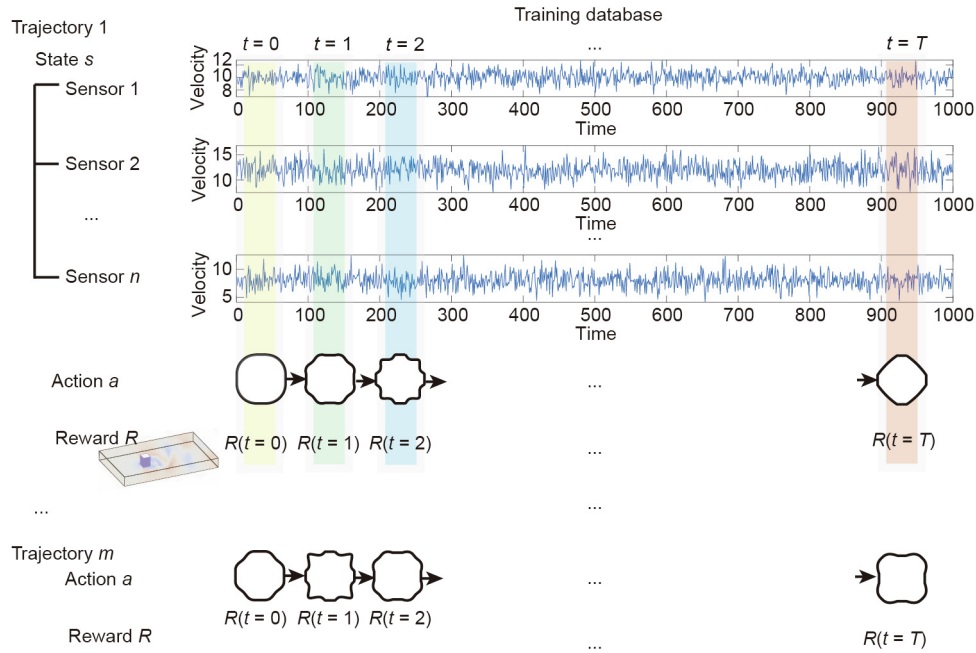 Training database
Trajectory 1
t = 0 t = 1 t = 2 ... t = T
State s
Sensor 1
Velocity
12
10
8
0 100 200 300 400 500 600 700 800 900 1000
Time
Sensor 2
Velocity
15
10
0 100 200 300 400 500 600 700 800 900 1000
Time
...
...
Sensor n
Velocity
10
5
0 100 200 300 400 500 600 700 800 900 1000
Time
Action a ...
Reward R R(t = 0) R(t = 1) R(t = 2) ... R(t = T)
... ...
Trajectory m
Action a ...
R(t = 0) R(t = 1) R(t = 2)
Reward R ... R(t = T)